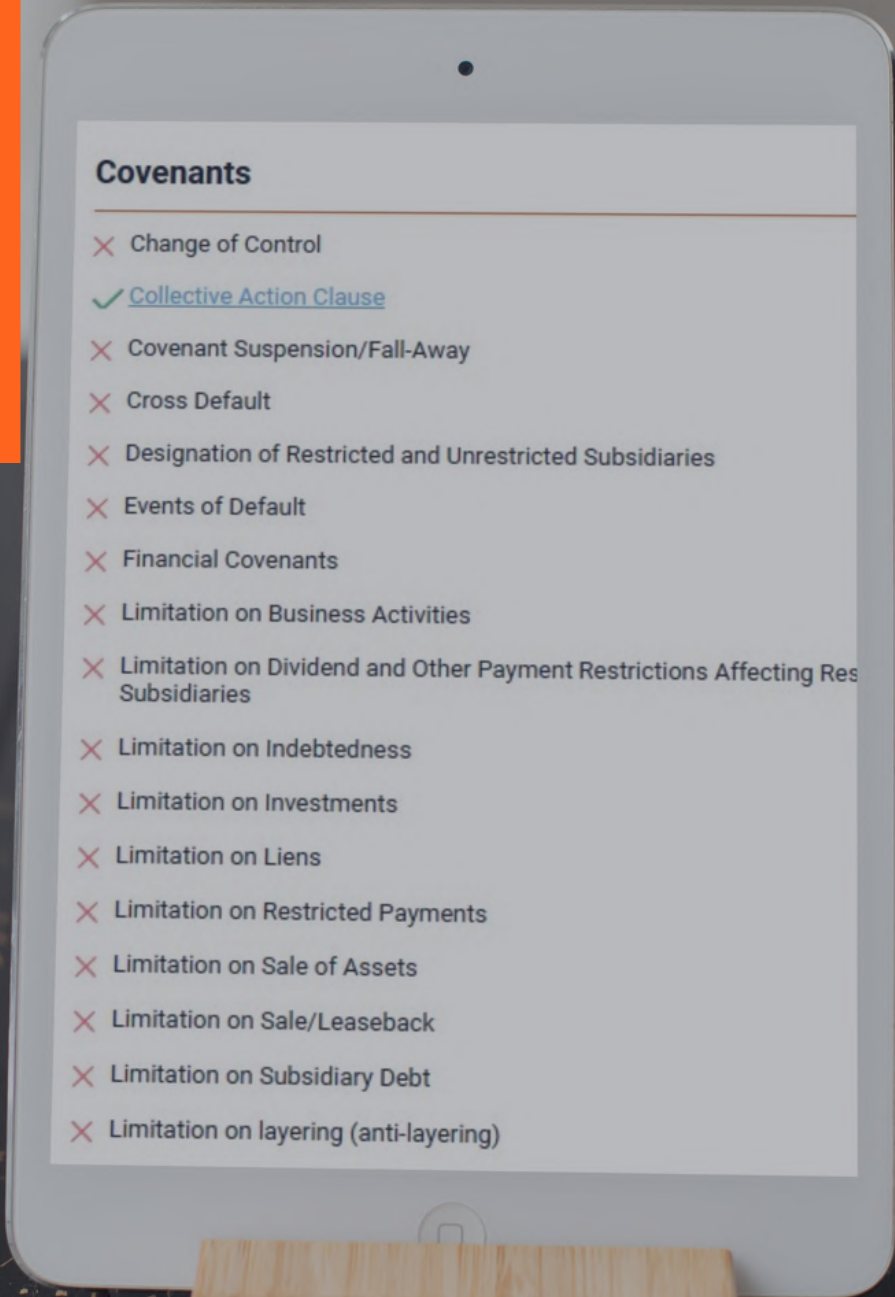 Covenants
Change of Control
Collective Action Clause
Covenant Suspension/Fall-Away
Cross Default
Designation of Restricted and Unrestricted Subsidiaries
Events of Default
Financial Covenants
Limitation on Business Activities
Limitation on Dividend and Other Payment Restrictions Affecting Res
Subsidiaries
Limitation on Indebtedness
Limitation on Investments
Limitation on Liens
Limitation on Restricted Payments
Limitation on Sale of Assets
Limitation on Sale/Leaseback
Limitation on Subsidiary Debt
Limitation on layering (anti-layering)